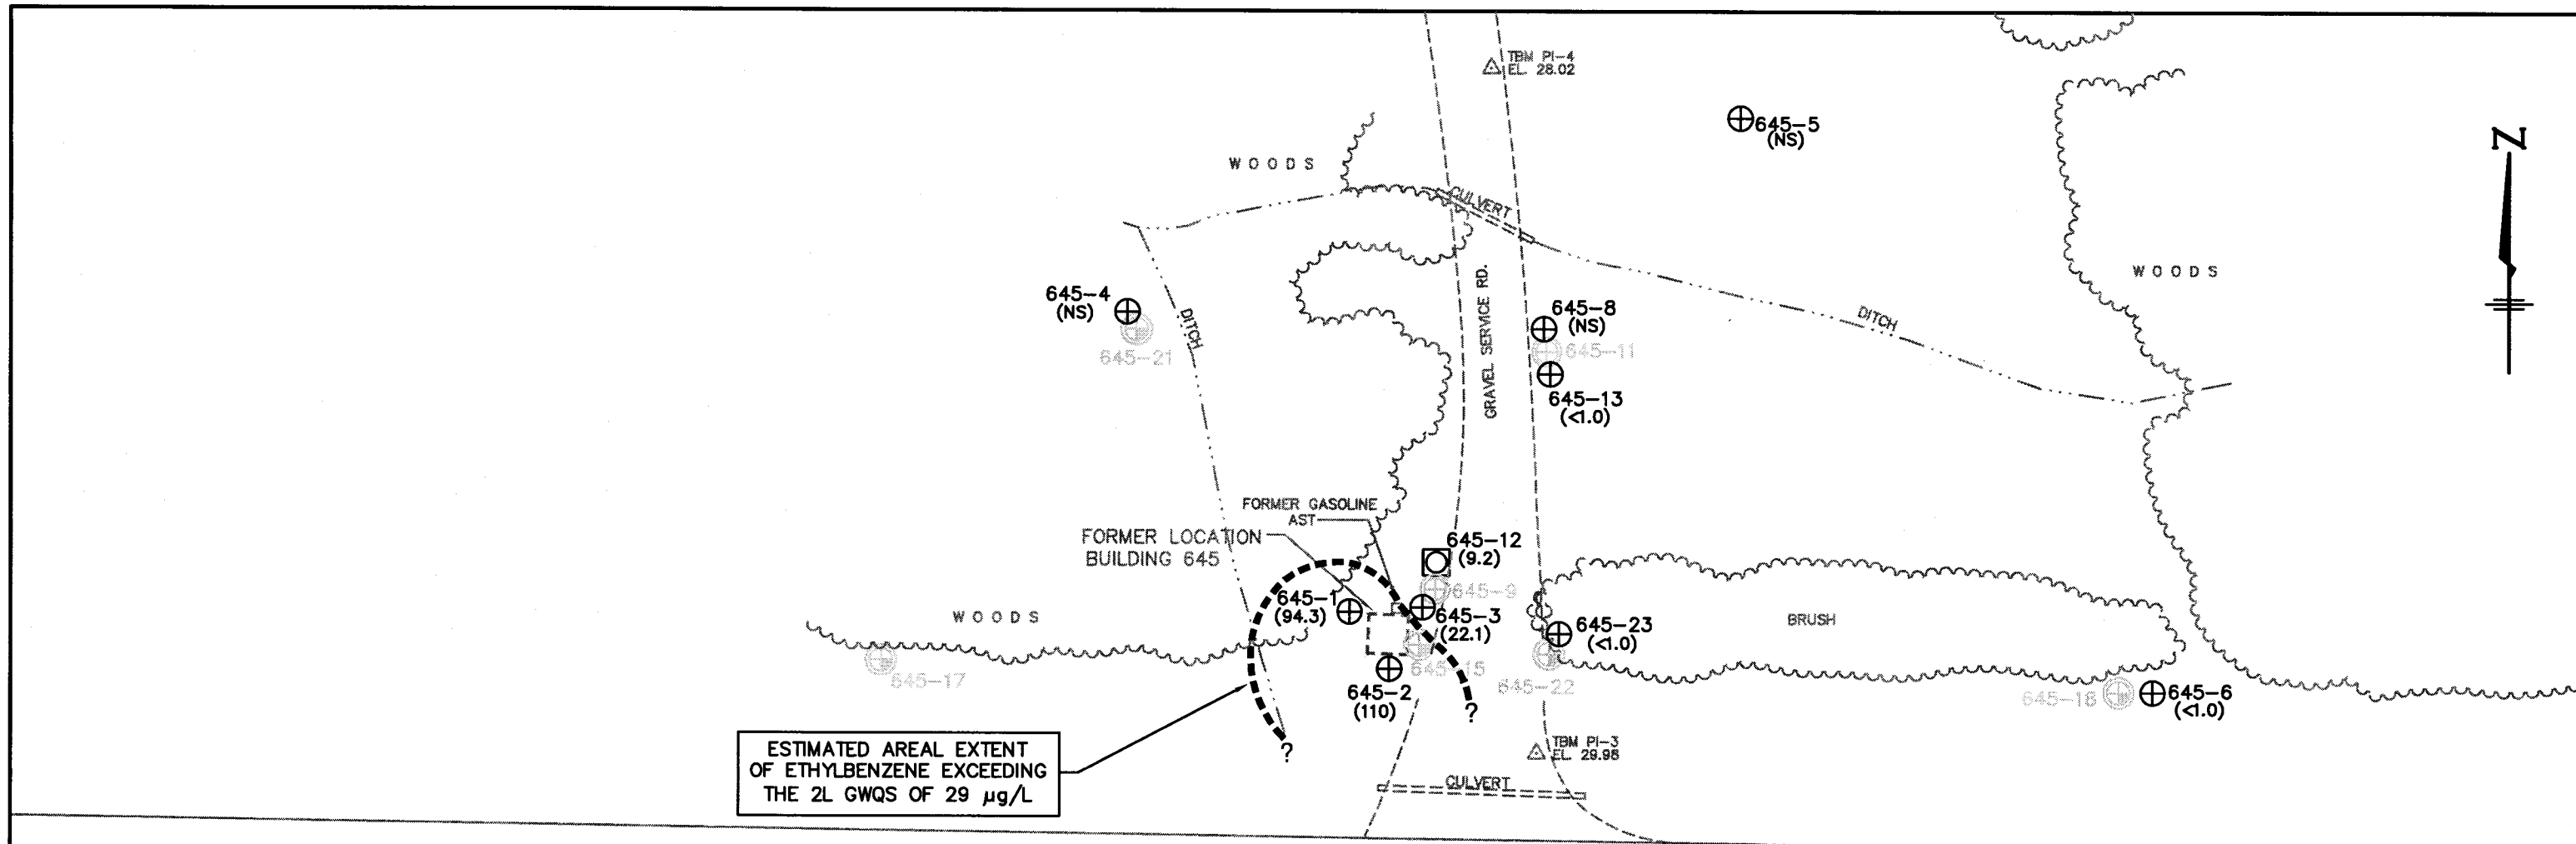 TBM PI-4
EL. 28.02
645-5
(NS)
N
WOODS
CULVERT
WOODS
645-4
(NS)
645-21
DITCH
GRAVEL SERVICE RD.
645-8
(NS)
645-11
645-13
(<1.0)
DITCH
FORMER GASOLINE
AST
FORMER LOCATION
BUILDING 645
645-12
(9.2)
645-9
645-1
(94.3)
645-3
(22.1)
WOODS
645-23
(<1.0)
BRUSH
645-17
645-15
645-22
645-2
(110)
645-18
645-6
(<1.0)
?
?
ESTIMATED AREAL EXTENT
OF ETHYLBENZENE EXCEEDING
THE 2L GWQS OF 29 µg/L
TBM PI-3
EL. 29.98
CULVERT